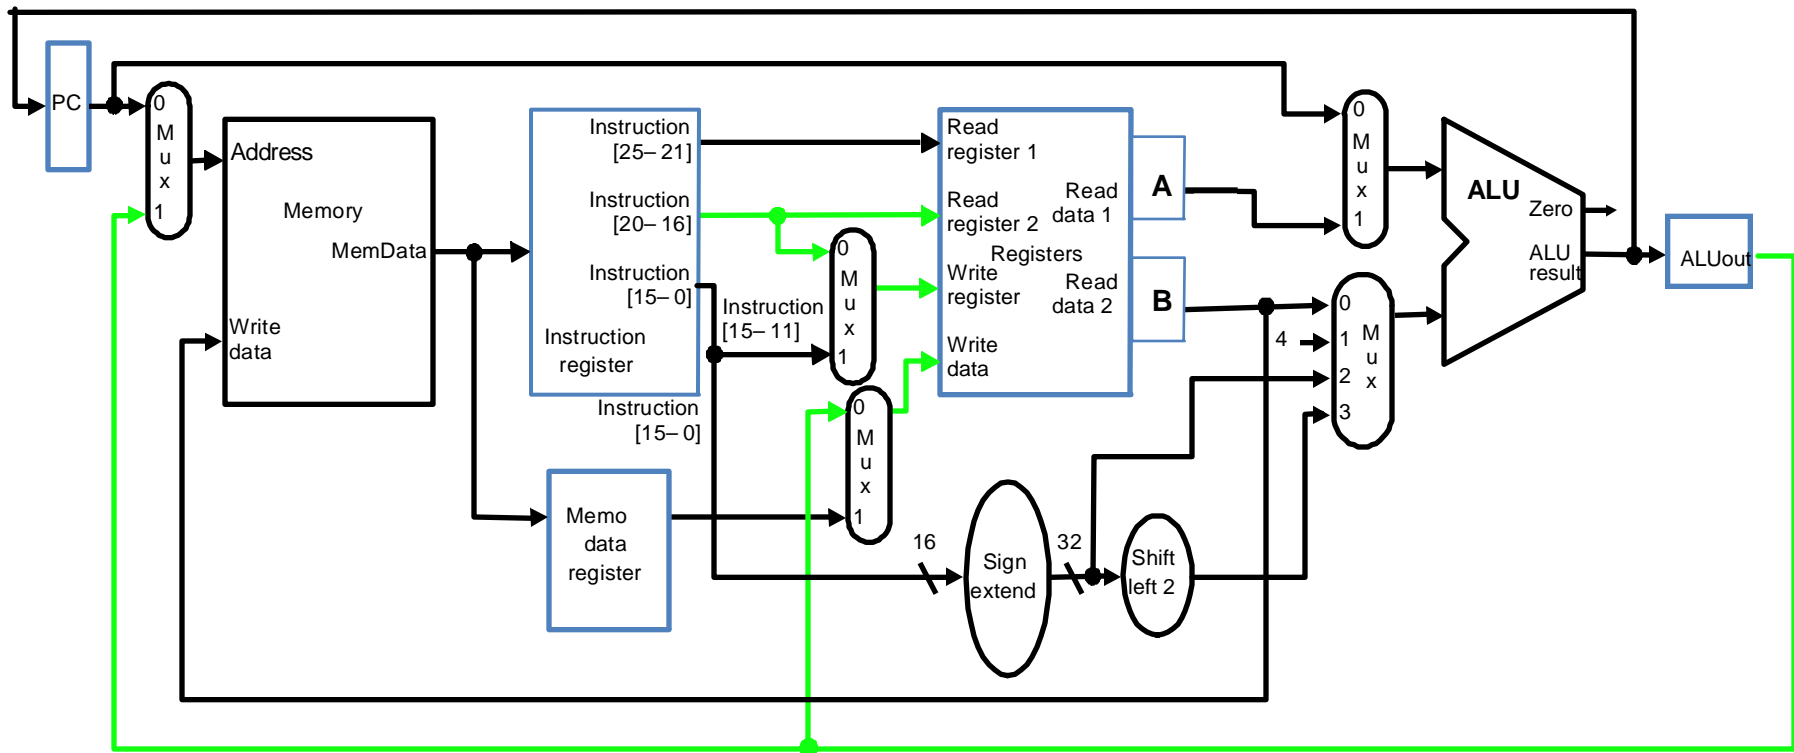 PC
0
M
u
x
1
Address
Memory
MemData
Write
data
Instruction
[25– 21]
Instruction
[20– 16]
Instruction
[15– 0]
Instruction
register
Instruction
[15– 0]
Instruction
[15– 11]
0
M
u
x
1
0
M
u
x
1
Memo
data
register
Read
register 1
Read
register 2
Registers
Write
register
Write
data
Read
data 1
Read
data 2
A
B
16
Sign
extend
32
Shift
left 2
0
M
u
x
1
4
0
1
2
3
M
u
x
ALU
Zero
ALU
result
ALUout